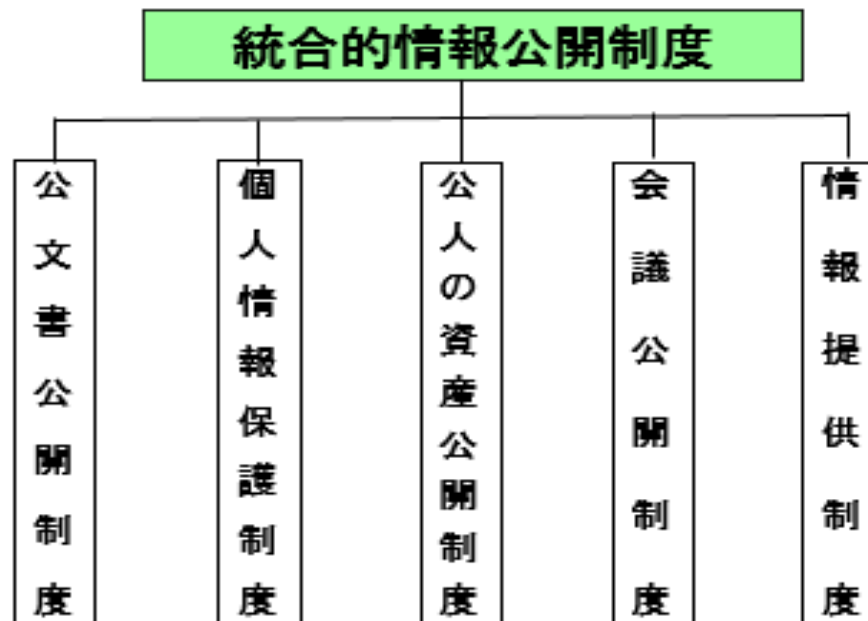 統合的情報公開制度
公文書公開制度
個人情報保護制度
公人の資産公開制度
会議公開制度
情報提供制度